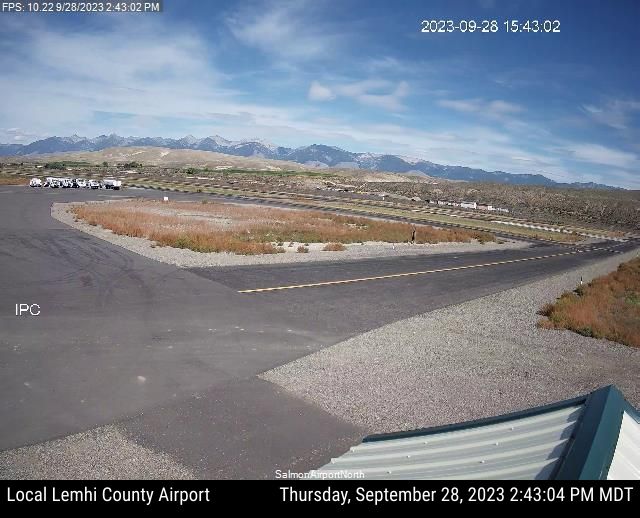 FPS: 10.22 9/28/2023 2:43:02 PM
2023-09-28 15:43:02
IPC
SalmonAirportNorth
Local Lemhi County Airport Thursday, September 28, 2023 2:43:04 PM MDT